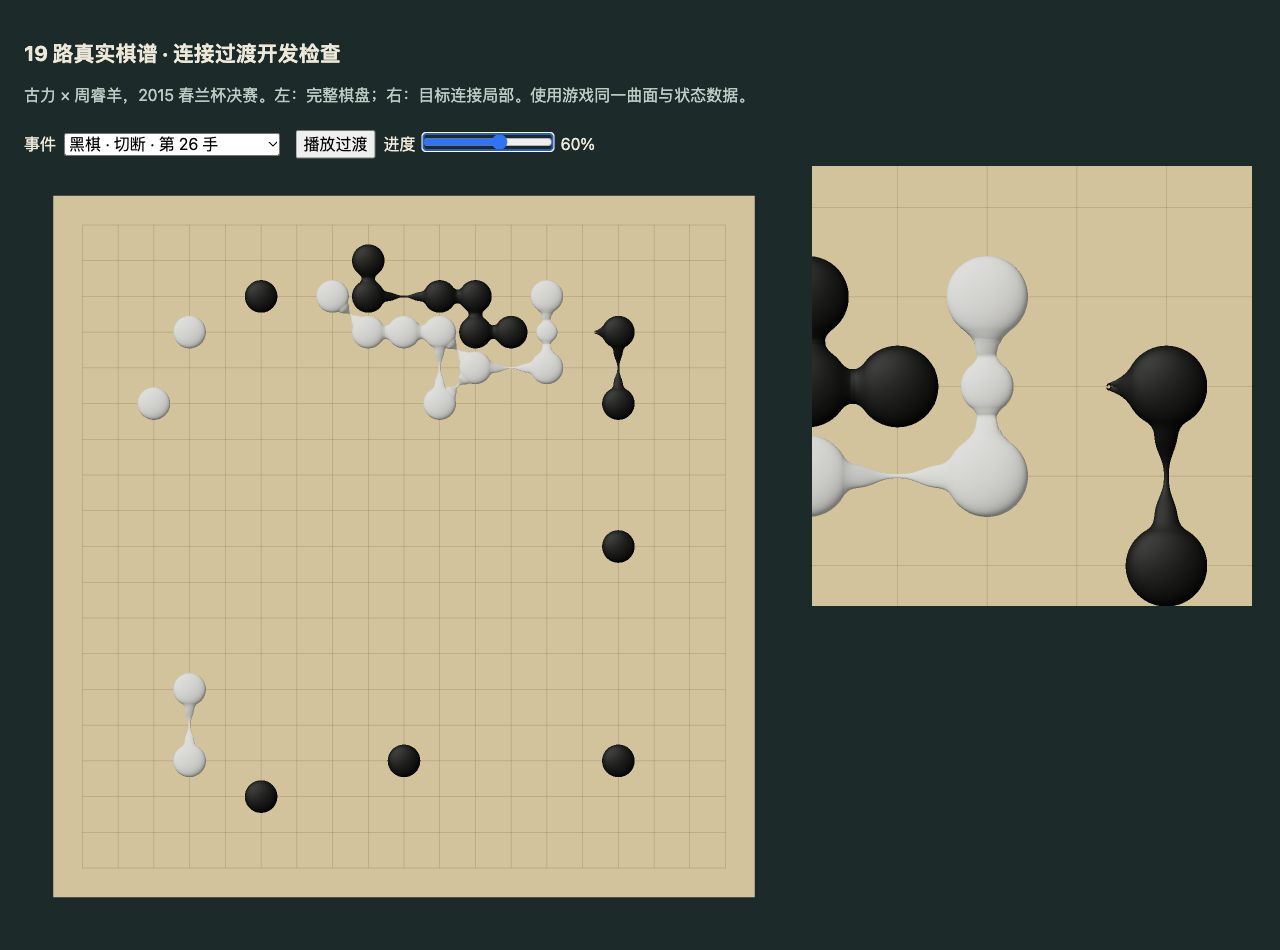 19 路真实棋谱 · 连接过渡开发检查
古力 × 周睿羊，2015 春兰杯决赛。左：完整棋盘；右：目标连接局部。使用游戏同一曲面与状态数据。
事件 黑棋 · 切断 · 第 26 手 播放过渡 进度 60%